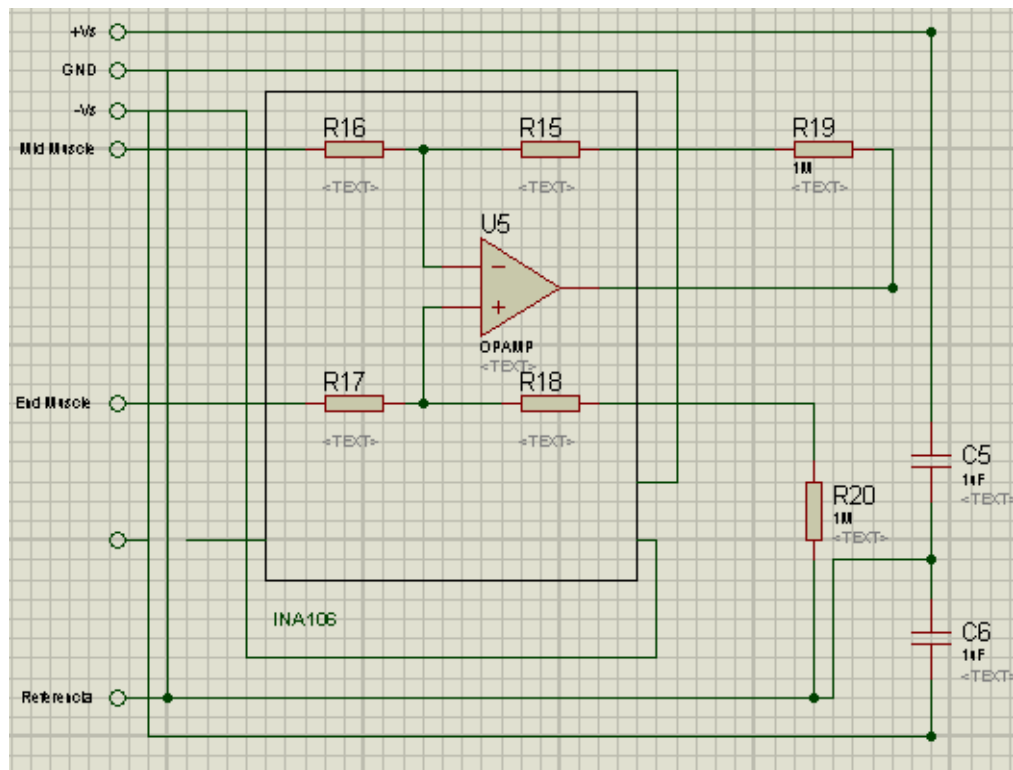 +Vs
GND
-Vs
Mid Muscle
R16
<TEXT>
R15
<TEXT>
R19
1M
<TEXT>
U5
OPAMP
<TEXT>
End Muscle
R17
<TEXT>
R18
<TEXT>
C5
1uF
<TEXT>
R20
1M
<TEXT>
INA106
C6
1uF
<TEXT>
Referencia